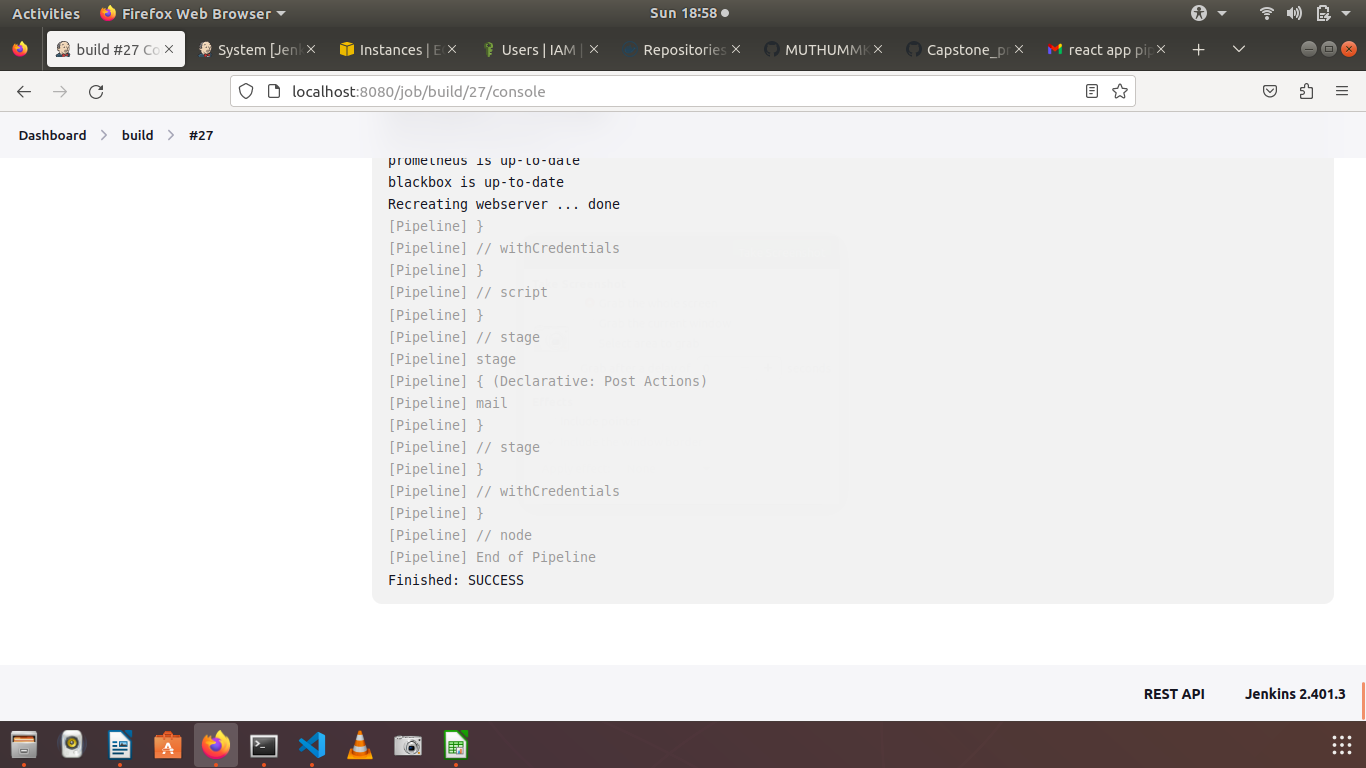 Activities
Firefox Web Browser
Sun 18:58
build #27 Co
System [Jenk
Instances | E
Users | IAM |
Repositories
MUTHUMMK
Capstone_pr
react app pip
localhost:8080/job/build/27/console
Dashboard
build
#27
prometheus is up-to-date
blackbox is up-to-date
Recreating webserver ... done
[Pipeline] }
[Pipeline] // withCredentials
[Pipeline] }
[Pipeline] // script
[Pipeline] }
[Pipeline] // stage
[Pipeline] stage
[Pipeline] { (Declarative: Post Actions)
[Pipeline] mail
[Pipeline] }
[Pipeline] // stage
[Pipeline] }
[Pipeline] // withCredentials
[Pipeline] }
[Pipeline] // node
[Pipeline] End of Pipeline
Finished: SUCCESS
REST API
Jenkins 2.401.3